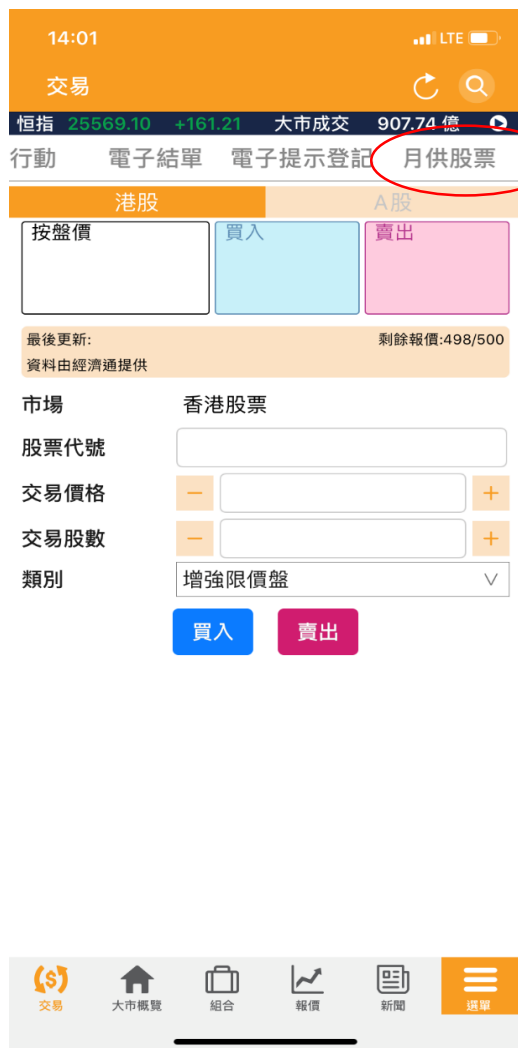 14:01 LTE
交易
恒指 25569.10 +161.21 大市成交 907.74 億
行動 電子結單 電子提示登記 月供股票
港股 A股
按盤價 買入 賣出
最後更新: 剩餘報價:498/500
資料由經濟通提供
市場 香港股票
股票代號
交易價格 − +
交易股數 − +
類別 增強限價盤
買入 賣出
交易 大市概覽 組合 報價 新聞 選單